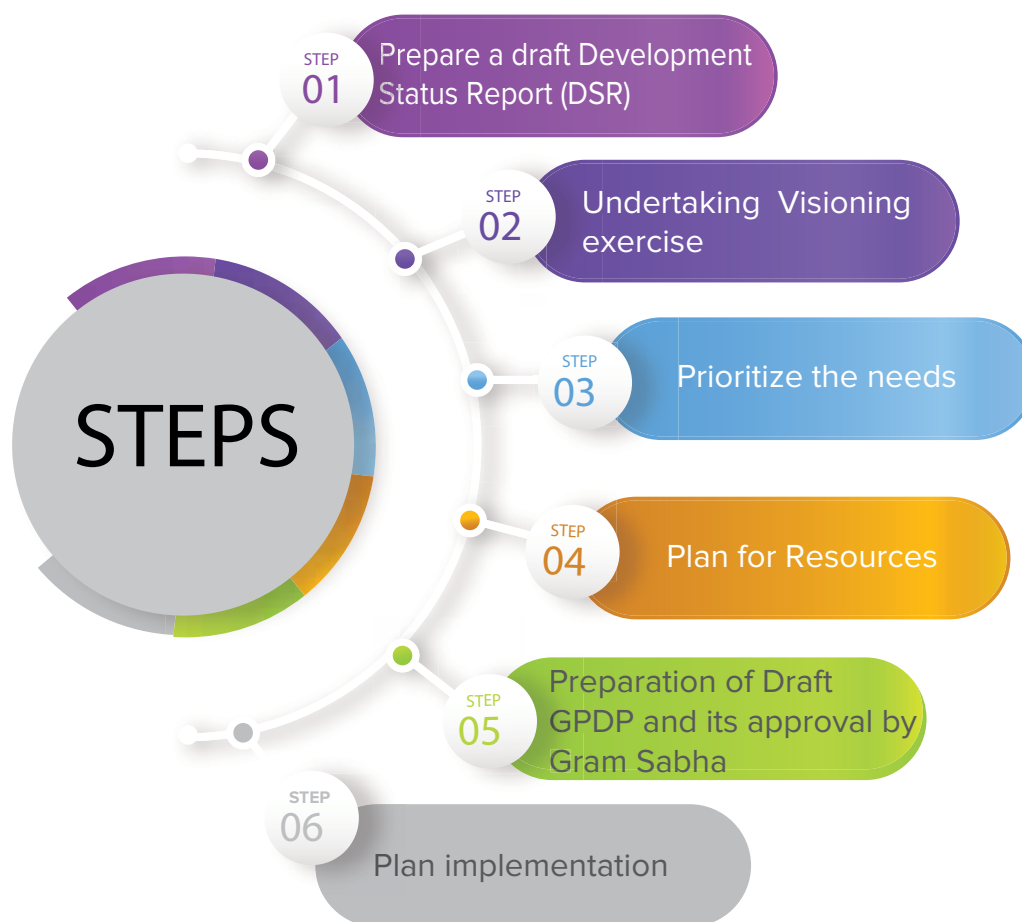 STEPS
STEP
01
Prepare a draft Development
Status Report (DSR)
STEP
02
Undertaking Visioning
exercise
STEP
03
Prioritize the needs
STEP
04
Plan for Resources
STEP
05
Preparation of Draft
GPDP and its approval by
Gram Sabha
STEP
06
Plan implementation